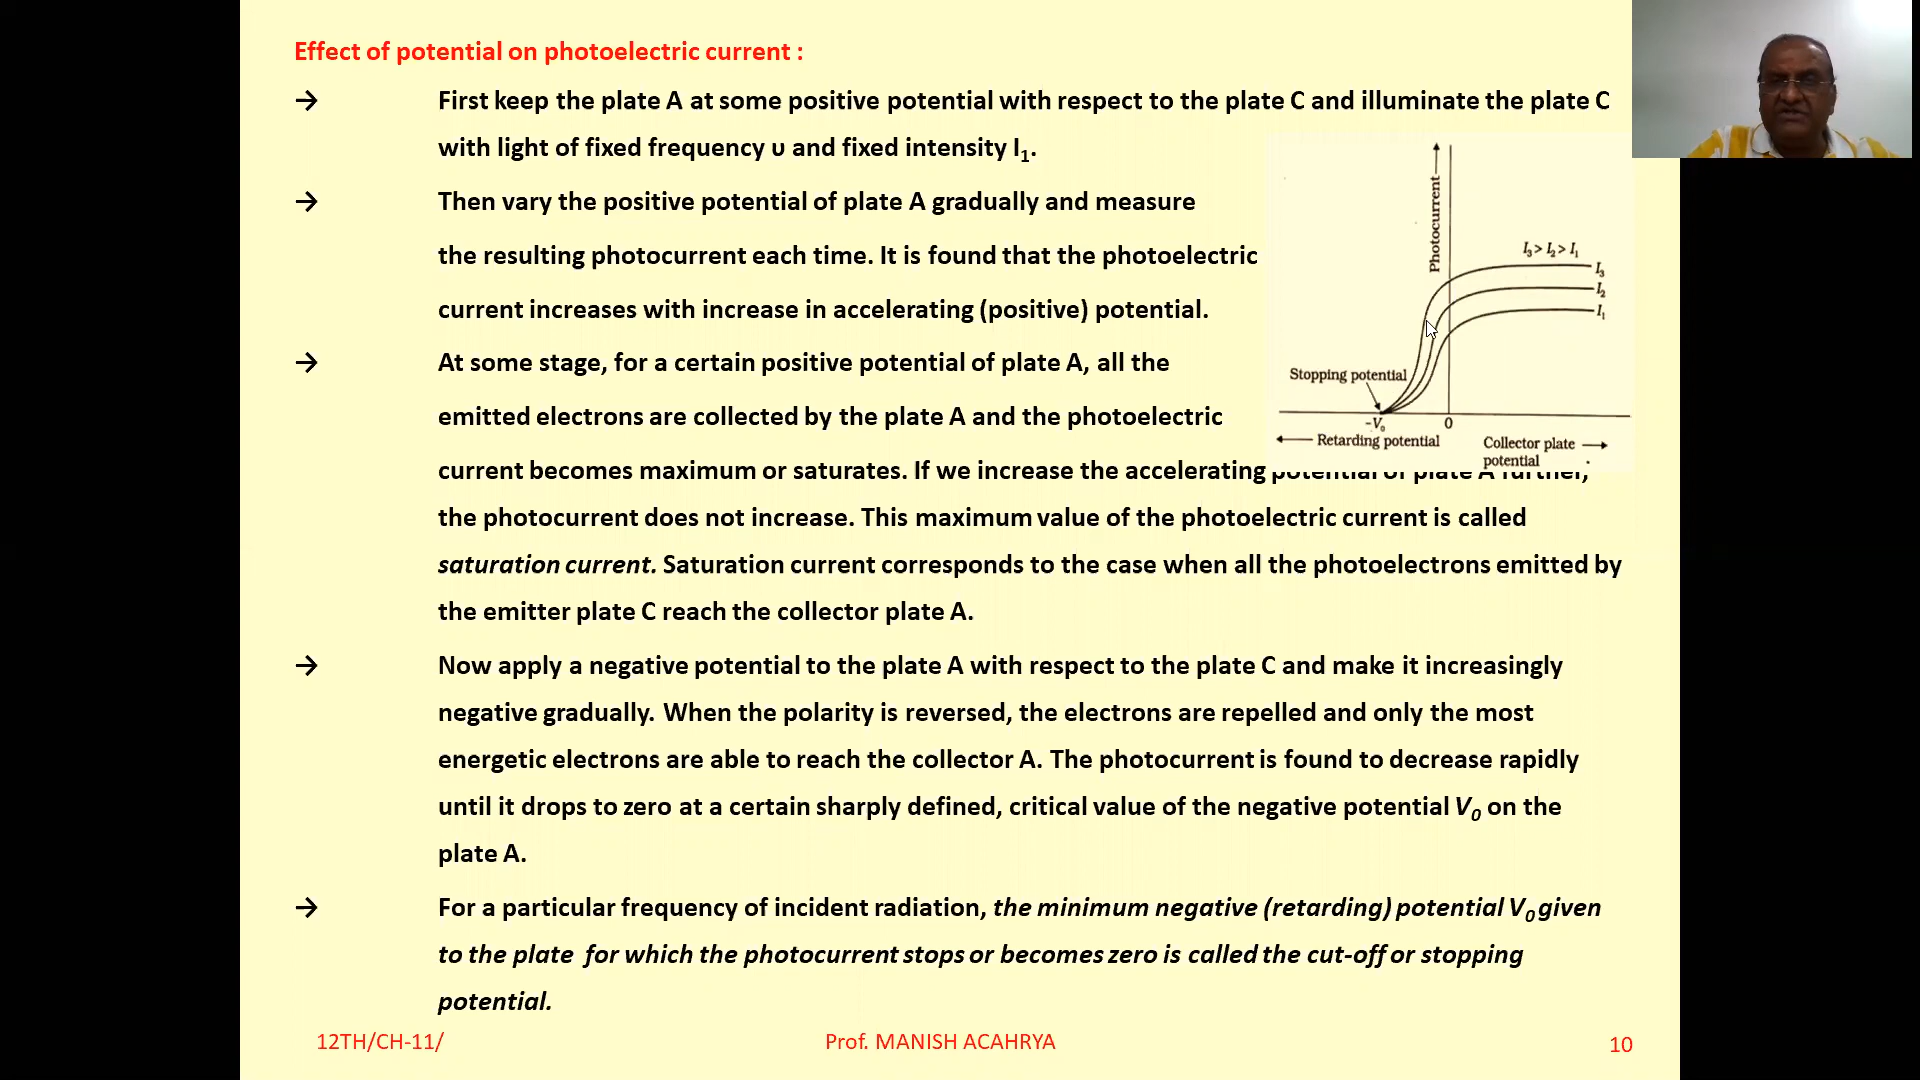 Effect of potential on photoelectric current :
→ First keep the plate A at some positive potential with respect to the plate C and illuminate the plate C
with light of fixed frequency υ and fixed intensity I₁.
→ Then vary the positive potential of plate A gradually and measure
the resulting photocurrent each time. It is found that the photoelectric
current increases with increase in accelerating (positive) potential.
→ At some stage, for a certain positive potential of plate A, all the
emitted electrons are collected by the plate A and the photoelectric
current becomes maximum or saturates. If we increase the accelerating potential of plate A further,
the photocurrent does not increase. This maximum value of the photoelectric current is called
saturation current. Saturation current corresponds to the case when all the photoelectrons emitted by
the emitter plate C reach the collector plate A.
→ Now apply a negative potential to the plate A with respect to the plate C and make it increasingly
negative gradually. When the polarity is reversed, the electrons are repelled and only the most
energetic electrons are able to reach the collector A. The photocurrent is found to decrease rapidly
until it drops to zero at a certain sharply defined, critical value of the negative potential V₀ on the
plate A.
→ For a particular frequency of incident radiation, the minimum negative (retarding) potential V₀ given
to the plate for which the photocurrent stops or becomes zero is called the cut-off or stopping
potential.
Photocurrent
I₃ > I₂ > I₁
I₃
I₂
I₁
Stopping potential
-V₀
0
Retarding potential
Collector plate
potential
12TH/CH-11/
Prof. MANISH ACAHRYA
10